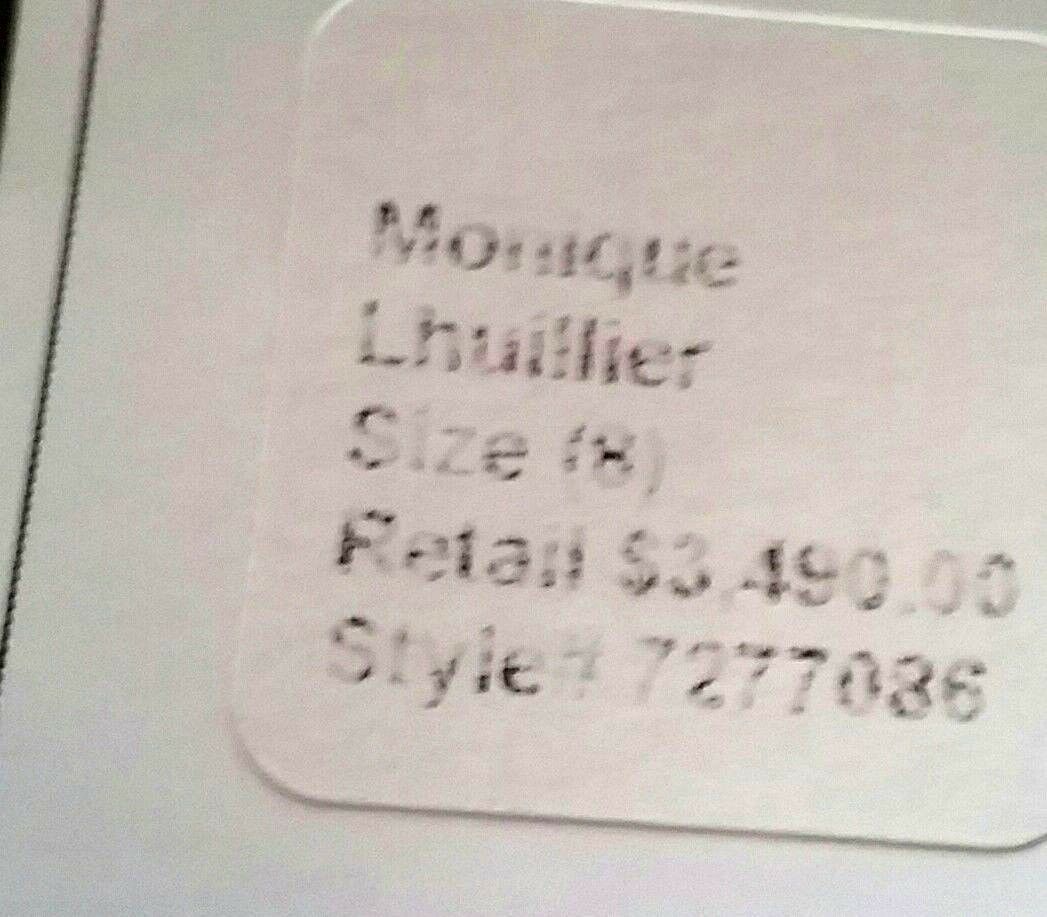 Monique
Lhuillier
Size (8)
Retail $3,490.00
Style# 7277086